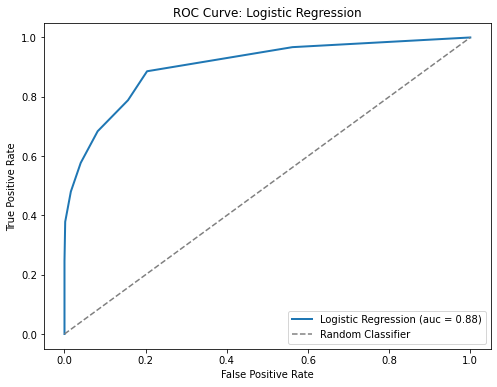 ROC Curve: Logistic Regression
True Positive Rate
1.0
0.8
0.6
0.4
0.2
0.0
0.0 0.2 0.4 0.6 0.8 1.0
False Positive Rate
Logistic Regression (auc = 0.88)
Random Classifier